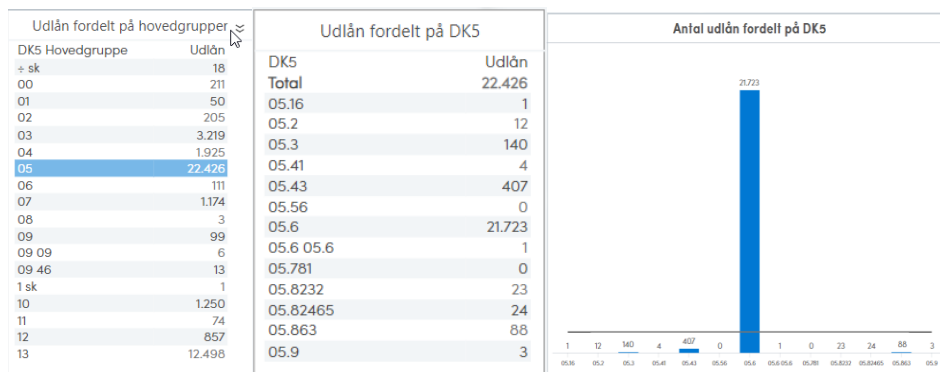 Udlån fordelt på hovedgrupper
DK5 Hovedgruppe Udlån
÷ sk 18
00 211
01 50
02 205
03 3.219
04 1.925
05 22.426
06 111
07 1.174
08 3
09 99
09 09 6
09 46 13
1 sk 1
10 1.250
11 74
12 857
13 12.498
Udlån fordelt på DK5
DK5 Udlån
Total 22.426
05.16 1
05.2 12
05.3 140
05.41 4
05.43 407
05.56 0
05.6 21.723
05.6 05.6 1
05.781 0
05.8232 23
05.82465 24
05.863 88
05.9 3
Antal udlån fordelt på DK5
21.723
1 12 140 4 407 0 1 0 23 24 88 3
05.16 05.2 05.3 05.41 05.43 05.56 05.6 05.6 05.6 05.781 05.8232 05.82465 05.863 05.9